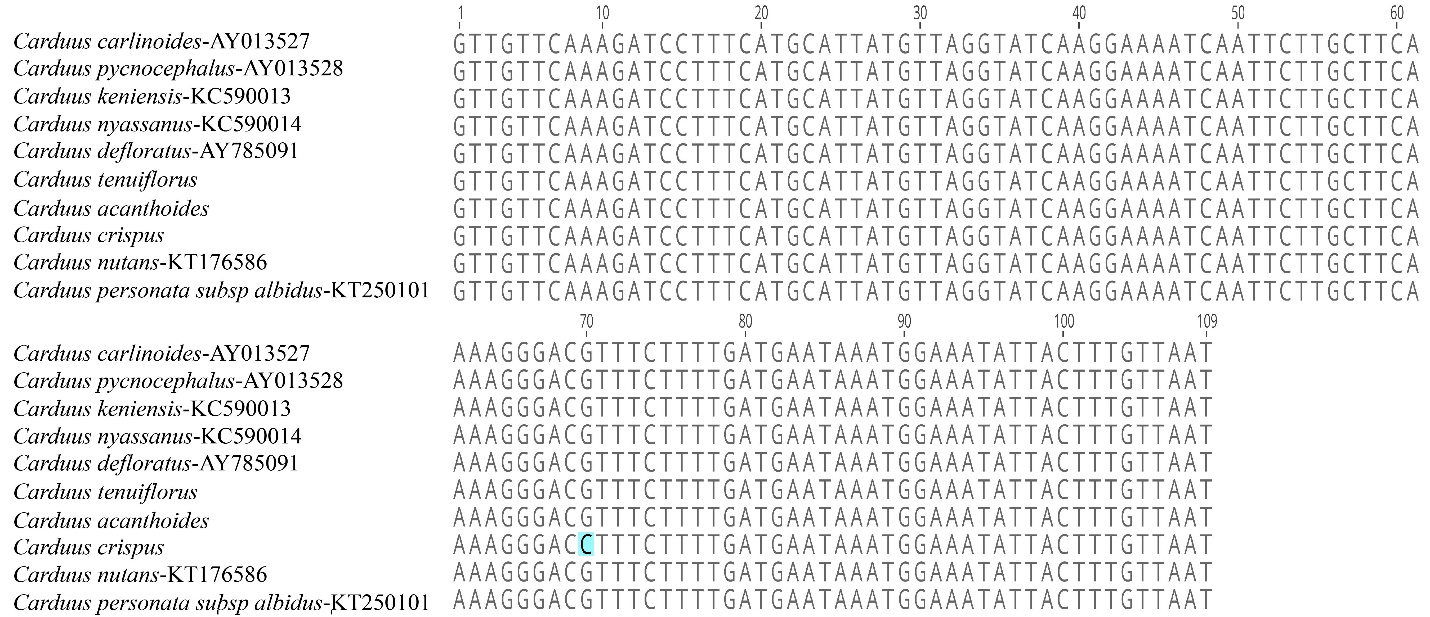 1 10 20 30 40 50 60
Carduus carlinoides-AY013527 GTTGTTCAAAGATCCTTTCATGCATTATGTTAGGTATCAAGGAAAATCAATTCTTGCTTCA
Carduus pycnocephalus-AY013528 GTTGTTCAAAGATCCTTTCATGCATTATGTTAGGTATCAAGGAAAATCAATTCTTGCTTCA
Carduus keniensis-KC590013 GTTGTTCAAAGATCCTTTCATGCATTATGTTAGGTATCAAGGAAAATCAATTCTTGCTTCA
Carduus nyassanus-KC590014 GTTGTTCAAAGATCCTTTCATGCATTATGTTAGGTATCAAGGAAAATCAATTCTTGCTTCA
Carduus defloratus-AY785091 GTTGTTCAAAGATCCTTTCATGCATTATGTTAGGTATCAAGGAAAATCAATTCTTGCTTCA
Carduus tenuiflorus GTTGTTCAAAGATCCTTTCATGCATTATGTTAGGTATCAAGGAAAATCAATTCTTGCTTCA
Carduus acanthoides GTTGTTCAAAGATCCTTTCATGCATTATGTTAGGTATCAAGGAAAATCAATTCTTGCTTCA
Carduus crispus GTTGTTCAAAGATCCTTTCATGCATTATGTTAGGTATCAAGGAAAATCAATTCTTGCTTCA
Carduus nutans-KT176586 GTTGTTCAAAGATCCTTTCATGCATTATGTTAGGTATCAAGGAAAATCAATTCTTGCTTCA
Carduus personata subsp albidus-KT250101 GTTGTTCAAAGATCCTTTCATGCATTATGTTAGGTATCAAGGAAAATCAATTCTTGCTTCA
70 80 90 100 109
Carduus carlinoides-AY013527 AAAGGGACGTTTCTTTTGATGAATAAATGGAAATATTACTTTGTTAAT
Carduus pycnocephalus-AY013528 AAAGGGACGTTTCTTTTGATGAATAAATGGAAATATTACTTTGTTAAT
Carduus keniensis-KC590013 AAAGGGACGTTTCTTTTGATGAATAAATGGAAATATTACTTTGTTAAT
Carduus nyassanus-KC590014 AAAGGGACGTTTCTTTTGATGAATAAATGGAAATATTACTTTGTTAAT
Carduus defloratus-AY785091 AAAGGGACGTTTCTTTTGATGAATAAATGGAAATATTACTTTGTTAAT
Carduus tenuiflorus AAAGGGACGTTTCTTTTGATGAATAAATGGAAATATTACTTTGTTAAT
Carduus acanthoides AAAGGGACGTTTCTTTTGATGAATAAATGGAAATATTACTTTGTTAAT
Carduus crispus AAAGGGACCTTTCTTTTGATGAATAAATGGAAATATTACTTTGTTAAT
Carduus nutans-KT176586 AAAGGGACGTTTCTTTTGATGAATAAATGGAAATATTACTTTGTTAAT
Carduus personata subsp albidus-KT250101 AAAGGGACGTTTCTTTTGATGAATAAATGGAAATATTACTTTGTTAAT